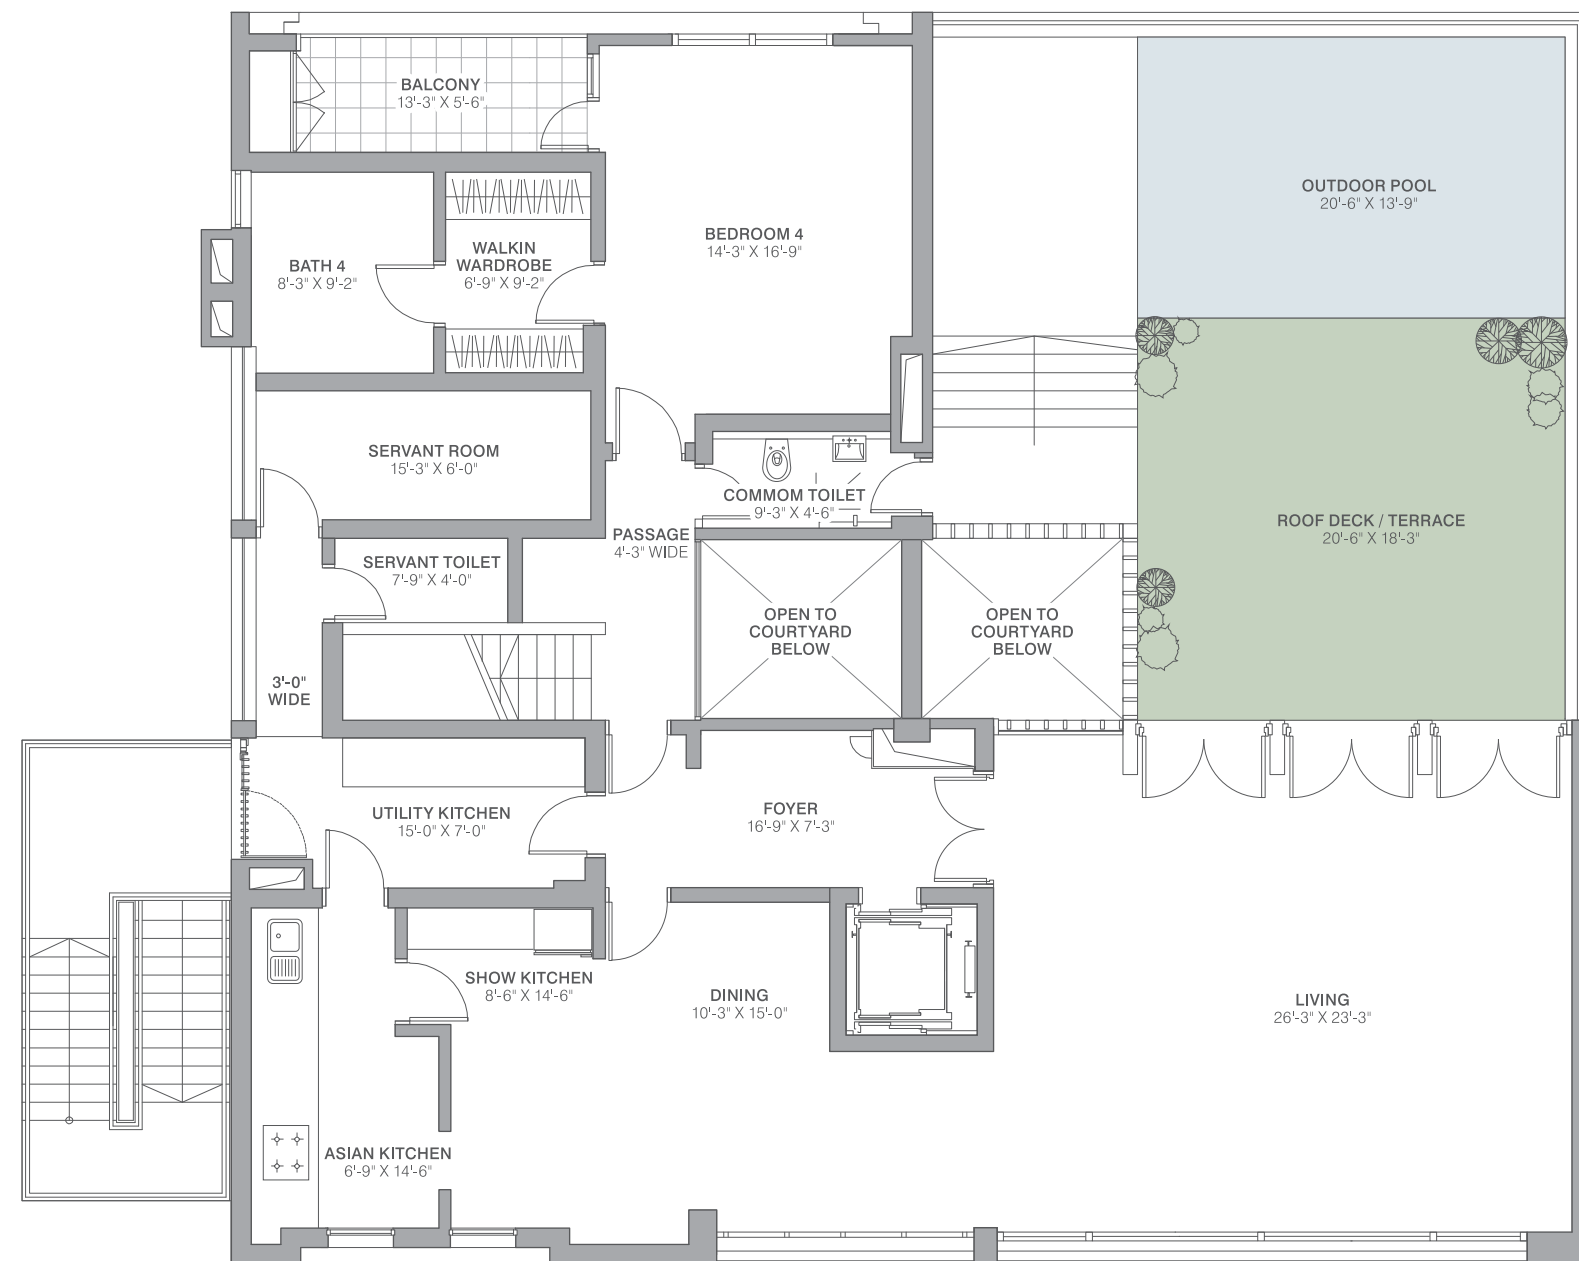 BALCONY
13'-3" X 5'-6"
OUTDOOR POOL
20'-6" X 13'-9"
BEDROOM 4
14'-3" X 16'-9"
WALKIN
WARDROBE
6'-9" X 9'-2"
BATH 4
8'-3" X 9'-2"
SERVANT ROOM
15'-3" X 6'-0"
COMMOM TOILET
9'-3" X 4'-6"
PASSAGE
4'-3" WIDE
ROOF DECK / TERRACE
20'-6" X 18'-3"
SERVANT TOILET
7'-9" X 4'-0"
OPEN TO
COURTYARD
BELOW
OPEN TO
COURTYARD
BELOW
3'-0"
WIDE
UTILITY KITCHEN
15'-0" X 7'-0"
FOYER
16'-9" X 7'-3"
SHOW KITCHEN
8'-6" X 14'-6"
DINING
10'-3" X 15'-0"
LIVING
26'-3" X 23'-3"
ASIAN KITCHEN
6'-9" X 14'-6"